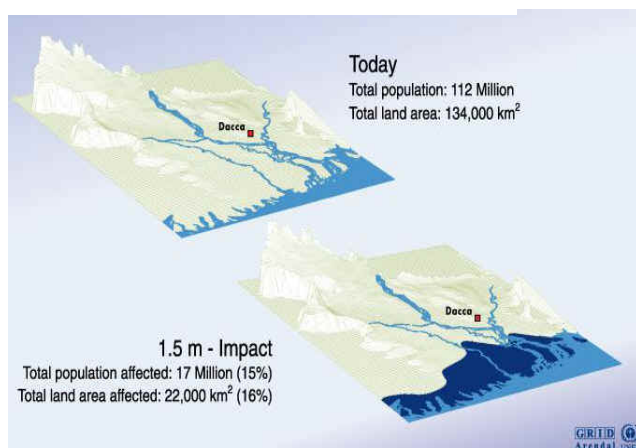 Today
Total population: 112 Million
Total land area: 134,000 km²
Dacca
Dacca
1.5 m - Impact
Total population affected: 17 Million (15%)
Total land area affected: 22,000 km² (16%)
GRID
Arendal
UNEP